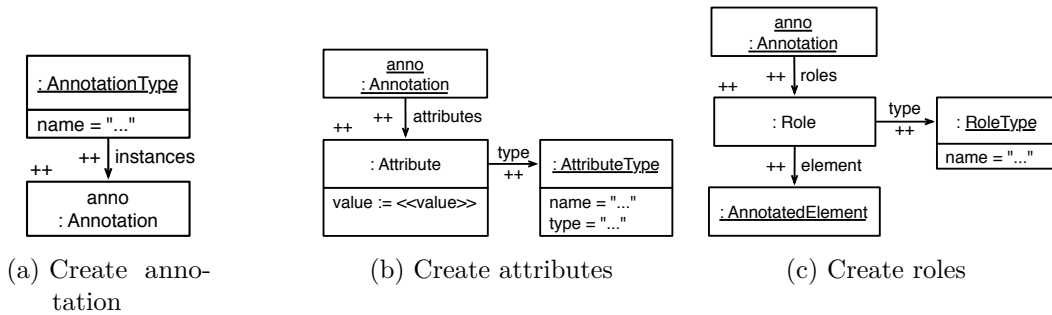 : AnnotationType
name = "..."
++
instances
++
anno
: Annotation
(a) Create anno-
tation
anno
: Annotation
++
++
attributes
: Attribute
value := <<value>>
type
++
: AttributeType
name = "..."
type = "..."
(b) Create attributes
anno
: Annotation
++
++
roles
: Role
type
++
: RoleType
name = "..."
++
element
: AnnotatedElement
(c) Create roles